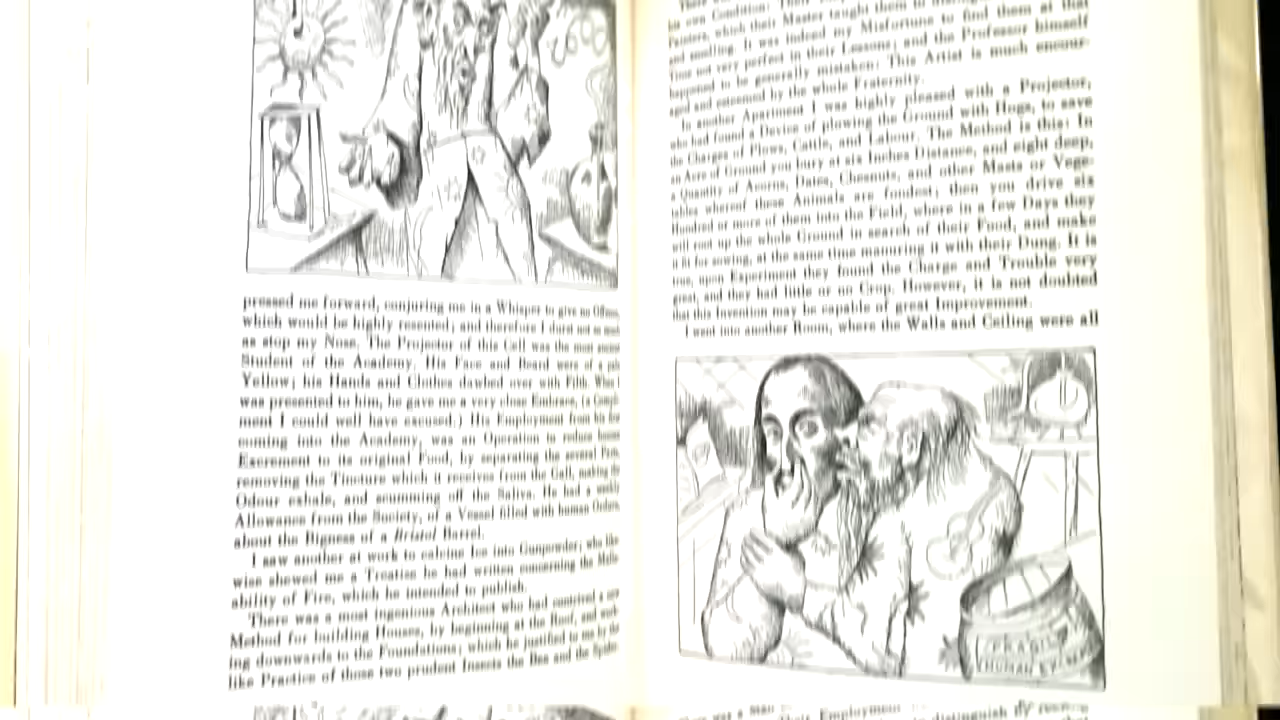 pressed me forward, conjuring me in a Whisper to give no Offence,
which would be highly resented; and therefore I durst not so much
as stop my Nose. The Projector of this Cell was the most ancient
Student of the Academy. His Face and Beard were of a pale
Yellow; his Hands and Clothes dawbed over with Filth. When I
was presented to him, he gave me a very close Embrace, (a Compli-
ment I could well have excused.) His Employment from his first
coming into the Academy, was an Operation to reduce human
Excrement to its original Food, by separating the several Parts,
removing the Tincture which it receives from the Gall, making the
Odour exhale, and scumming off the Saliva. He had a weekly
Allowance from the Society, of a Vessel filled with human Ordure,
about the Bigness of a Bristol Barrel.
I saw another at work to calcine Ice into Gunpowder; who like-
wise shewed me a Treatise he had written concerning the Malle-
ability of Fire, which he intended to publish.
There was a most ingenious Architect who had contrived a new
Method for building Houses, by beginning at the Roof, and work-
ing downwards to the Foundations; which he justified to me by the
like Practice of those two prudent Insects the Bee and the Spider.
his own Condition: Their
Painters, which their Master taught them to
and smelling. It was indeed my Misfortune to find them at that
Time not very perfect in their Lessons; and the Professor himself
happened to be generally mistaken: This Artist is much encour-
aged and esteemed by the whole Fraternity.
In another Apartment I was highly pleased with a Projector,
who had found a Device of plowing the Ground with Hogs, to save
the Charges of Plows, Cattle, and Labour. The Method is this: In
an Acre of Ground you bury at six Inches Distance, and eight deep,
a Quantity of Acorns, Dates, Chesnuts, and other Masts or Vege-
tables whereof these Animals are fondest; then you drive six
Hundred or more of them into the Field, where in a few Days they
will root up the whole Ground in search of their Food, and make
it fit for sowing, at the same time manuring it with their Dung. It is
true, upon Experiment they found the Charge and Trouble very
great, and they had little or no Crop. However, it is not doubted
that this Invention may be capable of great Improvement.
I went into another Room, where the Walls and Ceiling were all
was a Man
their Employment
distinguish